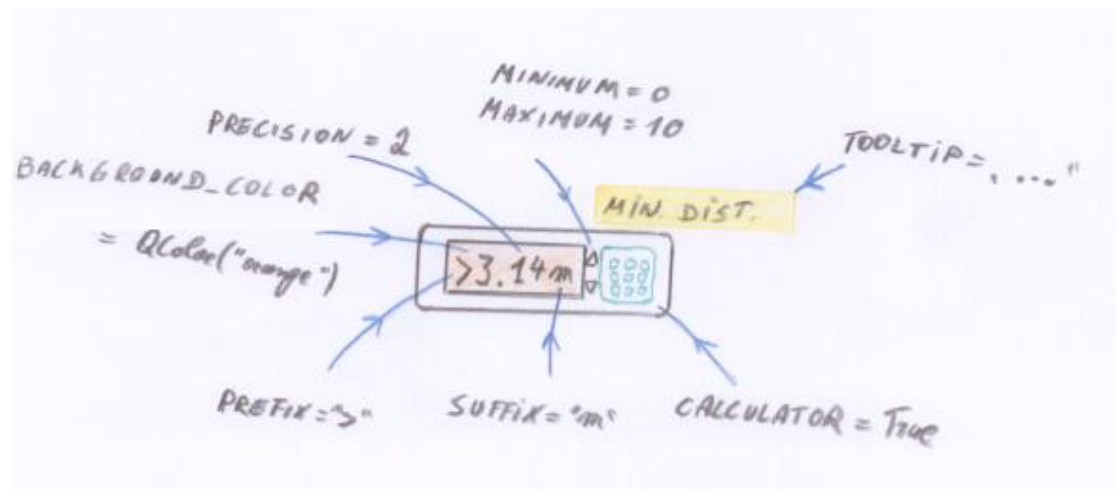 MINIMUM = 0
MAXIMUM = 10
PRECISION = 2
TOOLTIP = "...."
BACKGROUND_COLOR
= QColor("orange")
MIN. DIST.
>3.14m
PREFIX=">"
SUFFIX="m"
CALCULATOR = True